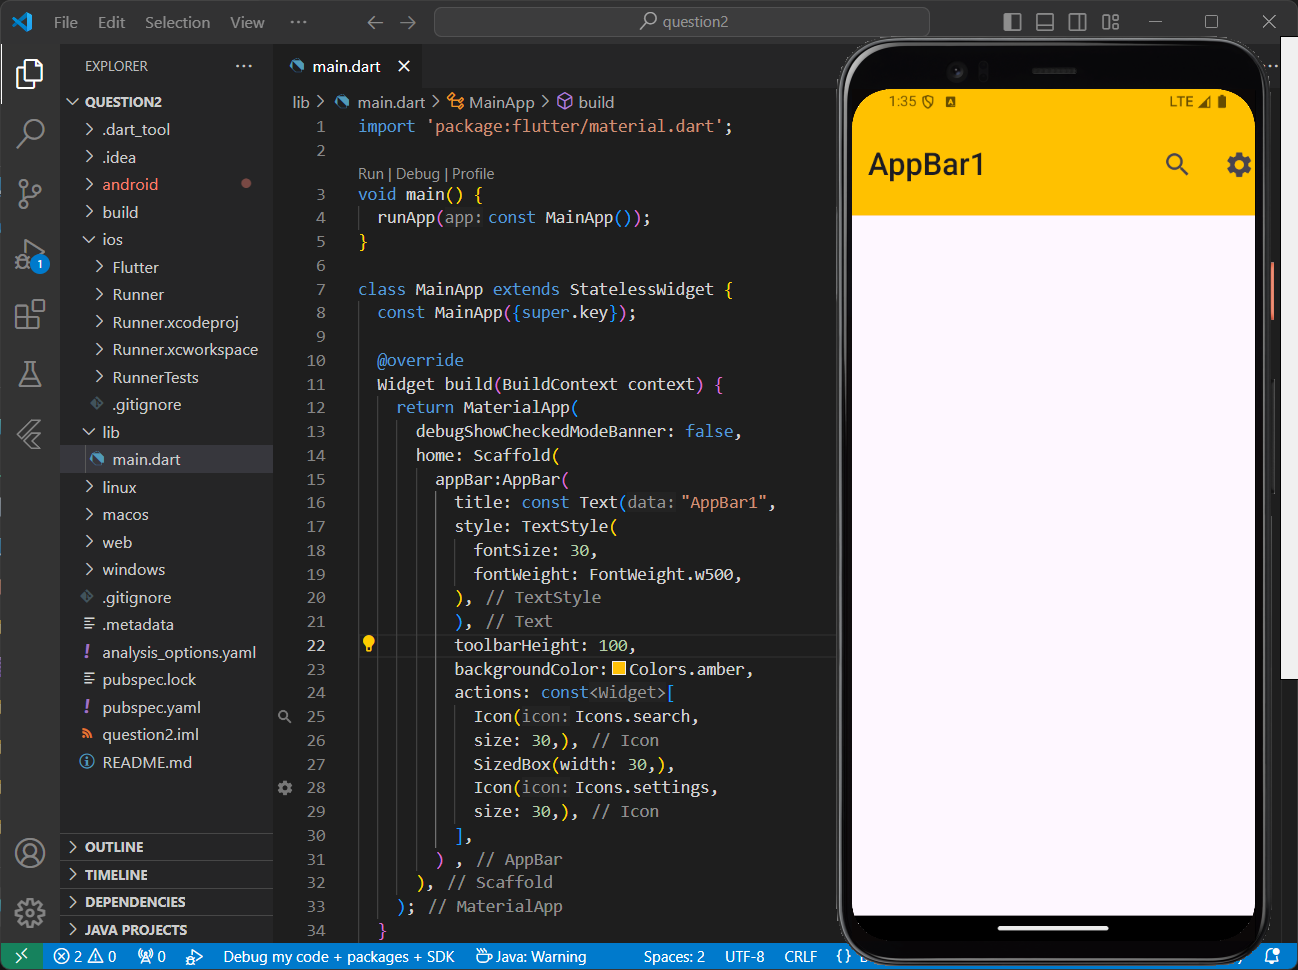 File Edit Selection View ··· question2
EXPLORER ···
QUESTION2
.dart_tool
.idea
android
build
ios
Flutter
Runner
Runner.xcodeproj
Runner.xcworkspace
RunnerTests
.gitignore
lib
main.dart
linux
macos
web
windows
.gitignore
.metadata
analysis_options.yaml
pubspec.lock
pubspec.yaml
question2.iml
README.md
OUTLINE
TIMELINE
DEPENDENCIES
JAVA PROJECTS
1
main.dart
lib > main.dart > MainApp > build
1 import 'package:flutter/material.dart';
2
Run | Debug | Profile
3 void main() {
4 runApp(app: const MainApp());
5 }
6
7 class MainApp extends StatelessWidget {
8 const MainApp({super.key});
9
10 @override
11 Widget build(BuildContext context) {
12 return MaterialApp(
13 debugShowCheckedModeBanner: false,
14 home: Scaffold(
15 appBar:AppBar(
16 title: const Text(data: "AppBar1",
17 style: TextStyle(
18 fontSize: 30,
19 fontWeight: FontWeight.w500,
20 ), // TextStyle
21 ), // Text
22 toolbarHeight: 100,
23 backgroundColor: Colors.amber,
24 actions: const<Widget>[
25 Icon(icon: Icons.search,
26 size: 30,), // Icon
27 SizedBox(width: 30,),
28 Icon(icon: Icons.settings,
29 size: 30,), // Icon
30 ],
31 ) , // AppBar
32 ), // Scaffold
33 ); // MaterialApp
34 }
1:35 A LTE
AppBar1
2 0 0 Debug my code + packages + SDK Java: Warning Spaces: 2 UTF-8 CRLF {}